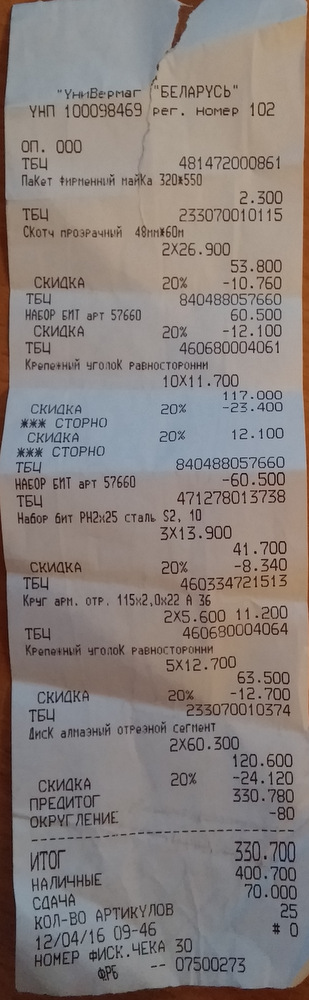 "УниВермаг "БЕЛАРУСЬ"
УНП 100098469 рег. номер 102
ОП. 000
ТБЦ 481472000861
Пакет фирменный майка 320*550
2.300
ТБЦ 233070010115
Скотч прозрачный 48мм*60м
2X26.900
53.800
СКИДКА 20% -10.760
ТБЦ 840488057660
НАБОР БИТ арт 57660 60.500
СКИДКА 20% -12.100
ТБЦ 460680004061
Крепежный уголок равносторонни
10X11.700
117.000
СКИДКА 20% -23.400
*** СТОРНО
СКИДКА 20% 12.100
*** СТОРНО
ТБЦ 840488057660
НАБОР БИТ арт 57660 -60.500
ТБЦ 471278013738
Набор бит PH2x25 сталь S2, 10
3X13.900
41.700
СКИДКА 20% -8.340
ТБЦ 460334721513
Круг арм. отр. 115x2,0x22 А 36
2X5.600 11.200
ТБЦ 460680004064
Крепежный уголок равносторонни
5X12.700
63.500
СКИДКА 20% -12.700
ТБЦ 233070010374
Диск алмазный отрезной сегмент
2X60.300
120.600
СКИДКА 20% -24.120
ПРЕДИТОГ 330.780
ОКРУГЛЕНИЕ -80
ИТОГ 330.700
НАЛИЧНЫЕ 400.700
СДАЧА 70.000
КОЛ-ВО АРТИКУЛОВ 25
12/04/16 09-46 # 0
НОМЕР ФИСК.ЧЕКА 30
ФРБ -- 07500273